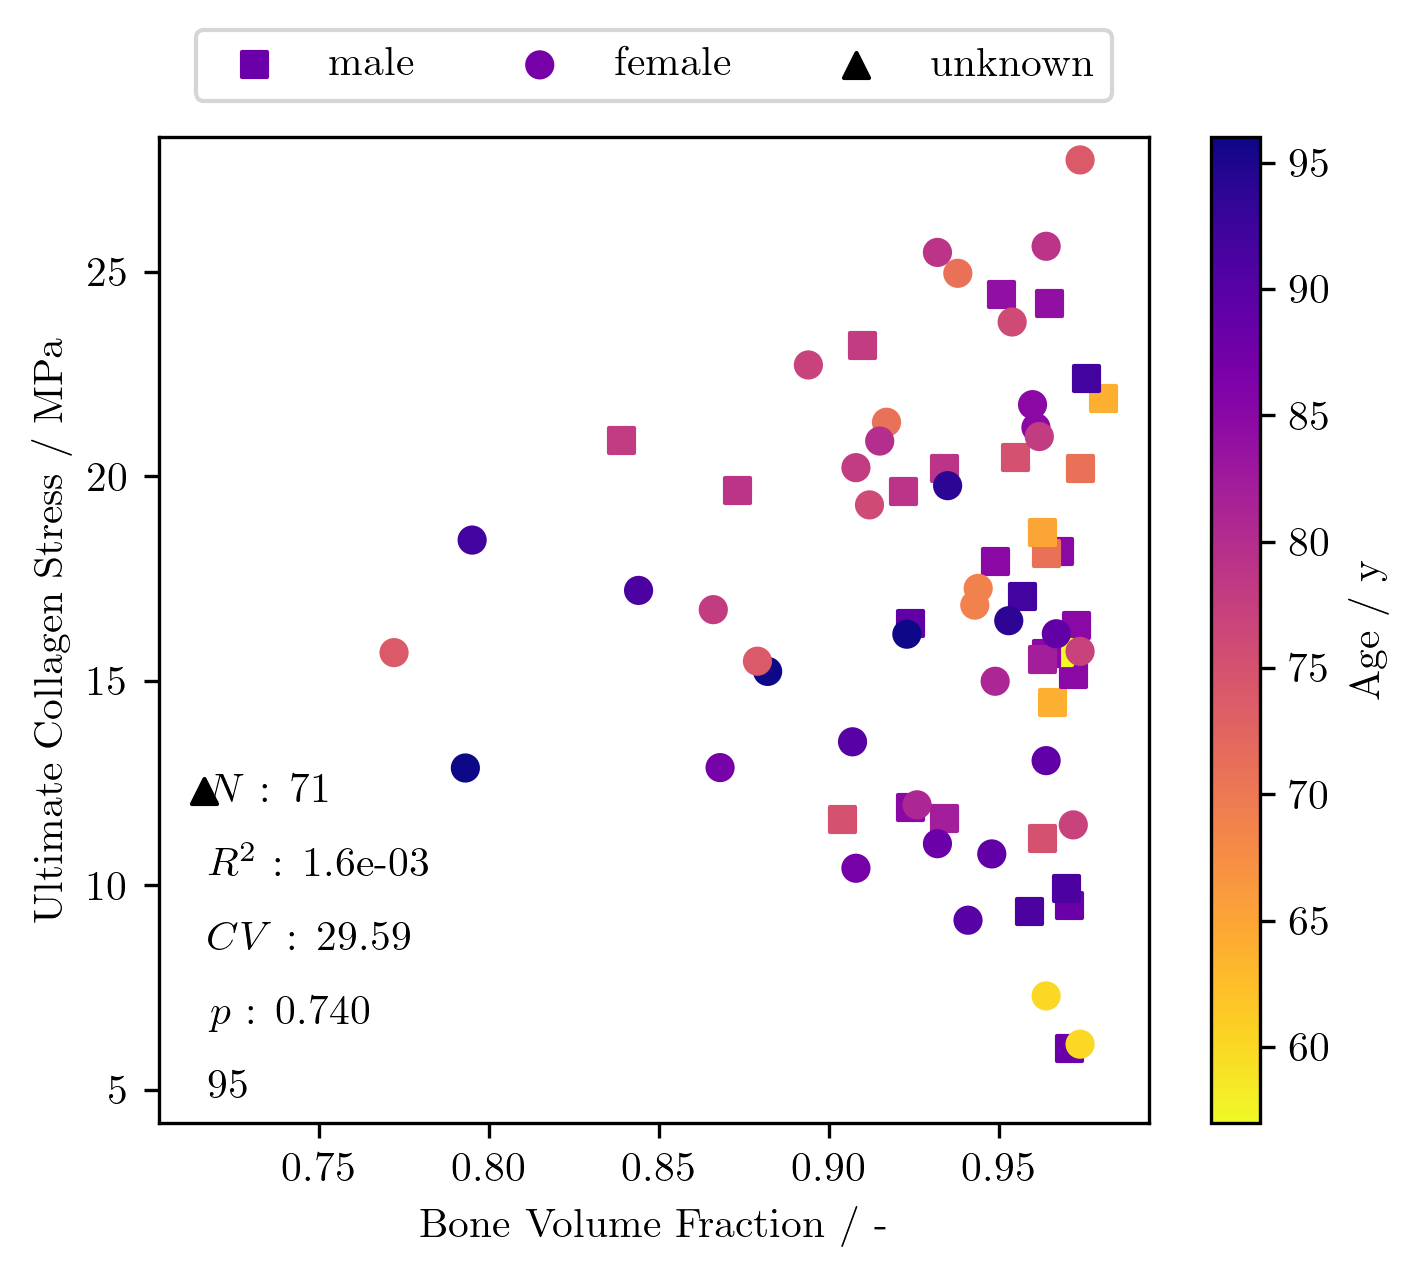 male female unknown
Ultimate Collagen Stress / MPa
25
20
15
10
5
N : 71
R² : 1.6e-03
CV : 29.59
p : 0.740
95
0.75 0.80 0.85 0.90 0.95
Bone Volume Fraction / -
95
90
85
80
75
70
65
60
Age / y